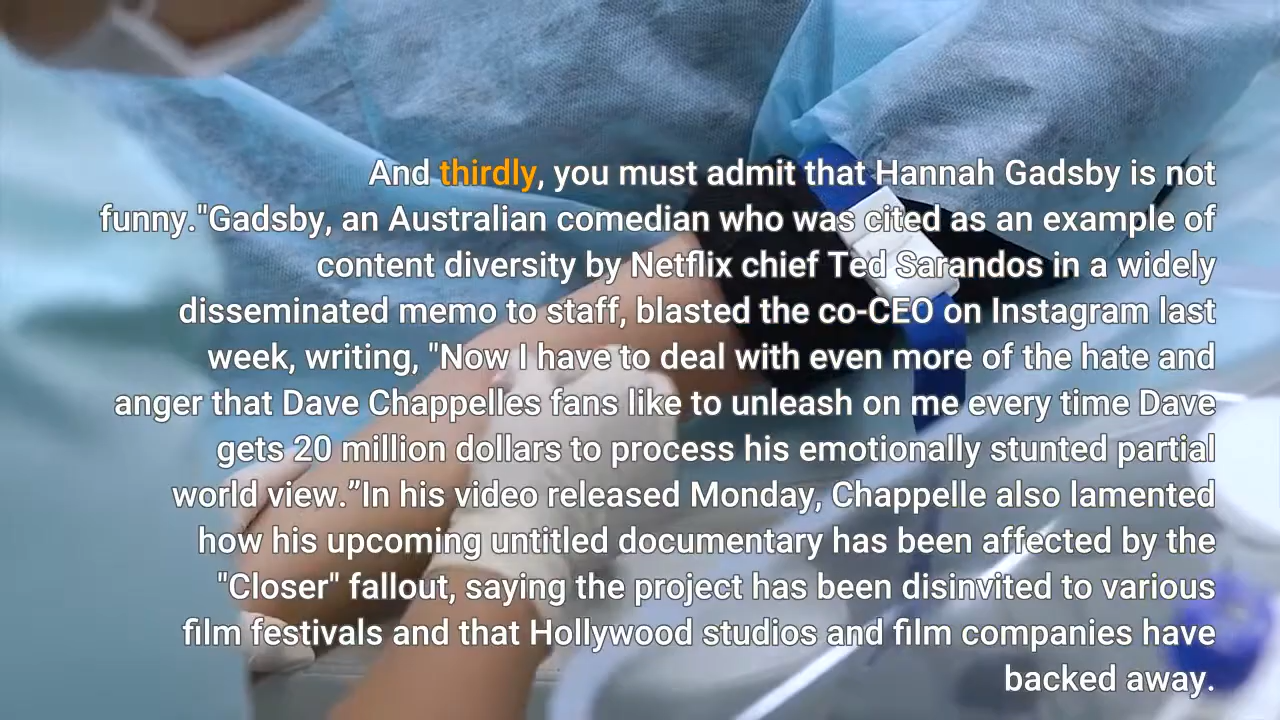 And thirdly, you must admit that Hannah Gadsby is not
funny."Gadsby, an Australian comedian who was cited as an example of
content diversity by Netflix chief Ted Sarandos in a widely
disseminated memo to staff, blasted the co-CEO on Instagram last
week, writing, "Now I have to deal with even more of the hate and
anger that Dave Chappelles fans like to unleash on me every time Dave
gets 20 million dollars to process his emotionally stunted partial
world view.”In his video released Monday, Chappelle also lamented
how his upcoming untitled documentary has been affected by the
"Closer" fallout, saying the project has been disinvited to various
film festivals and that Hollywood studios and film companies have
backed away.